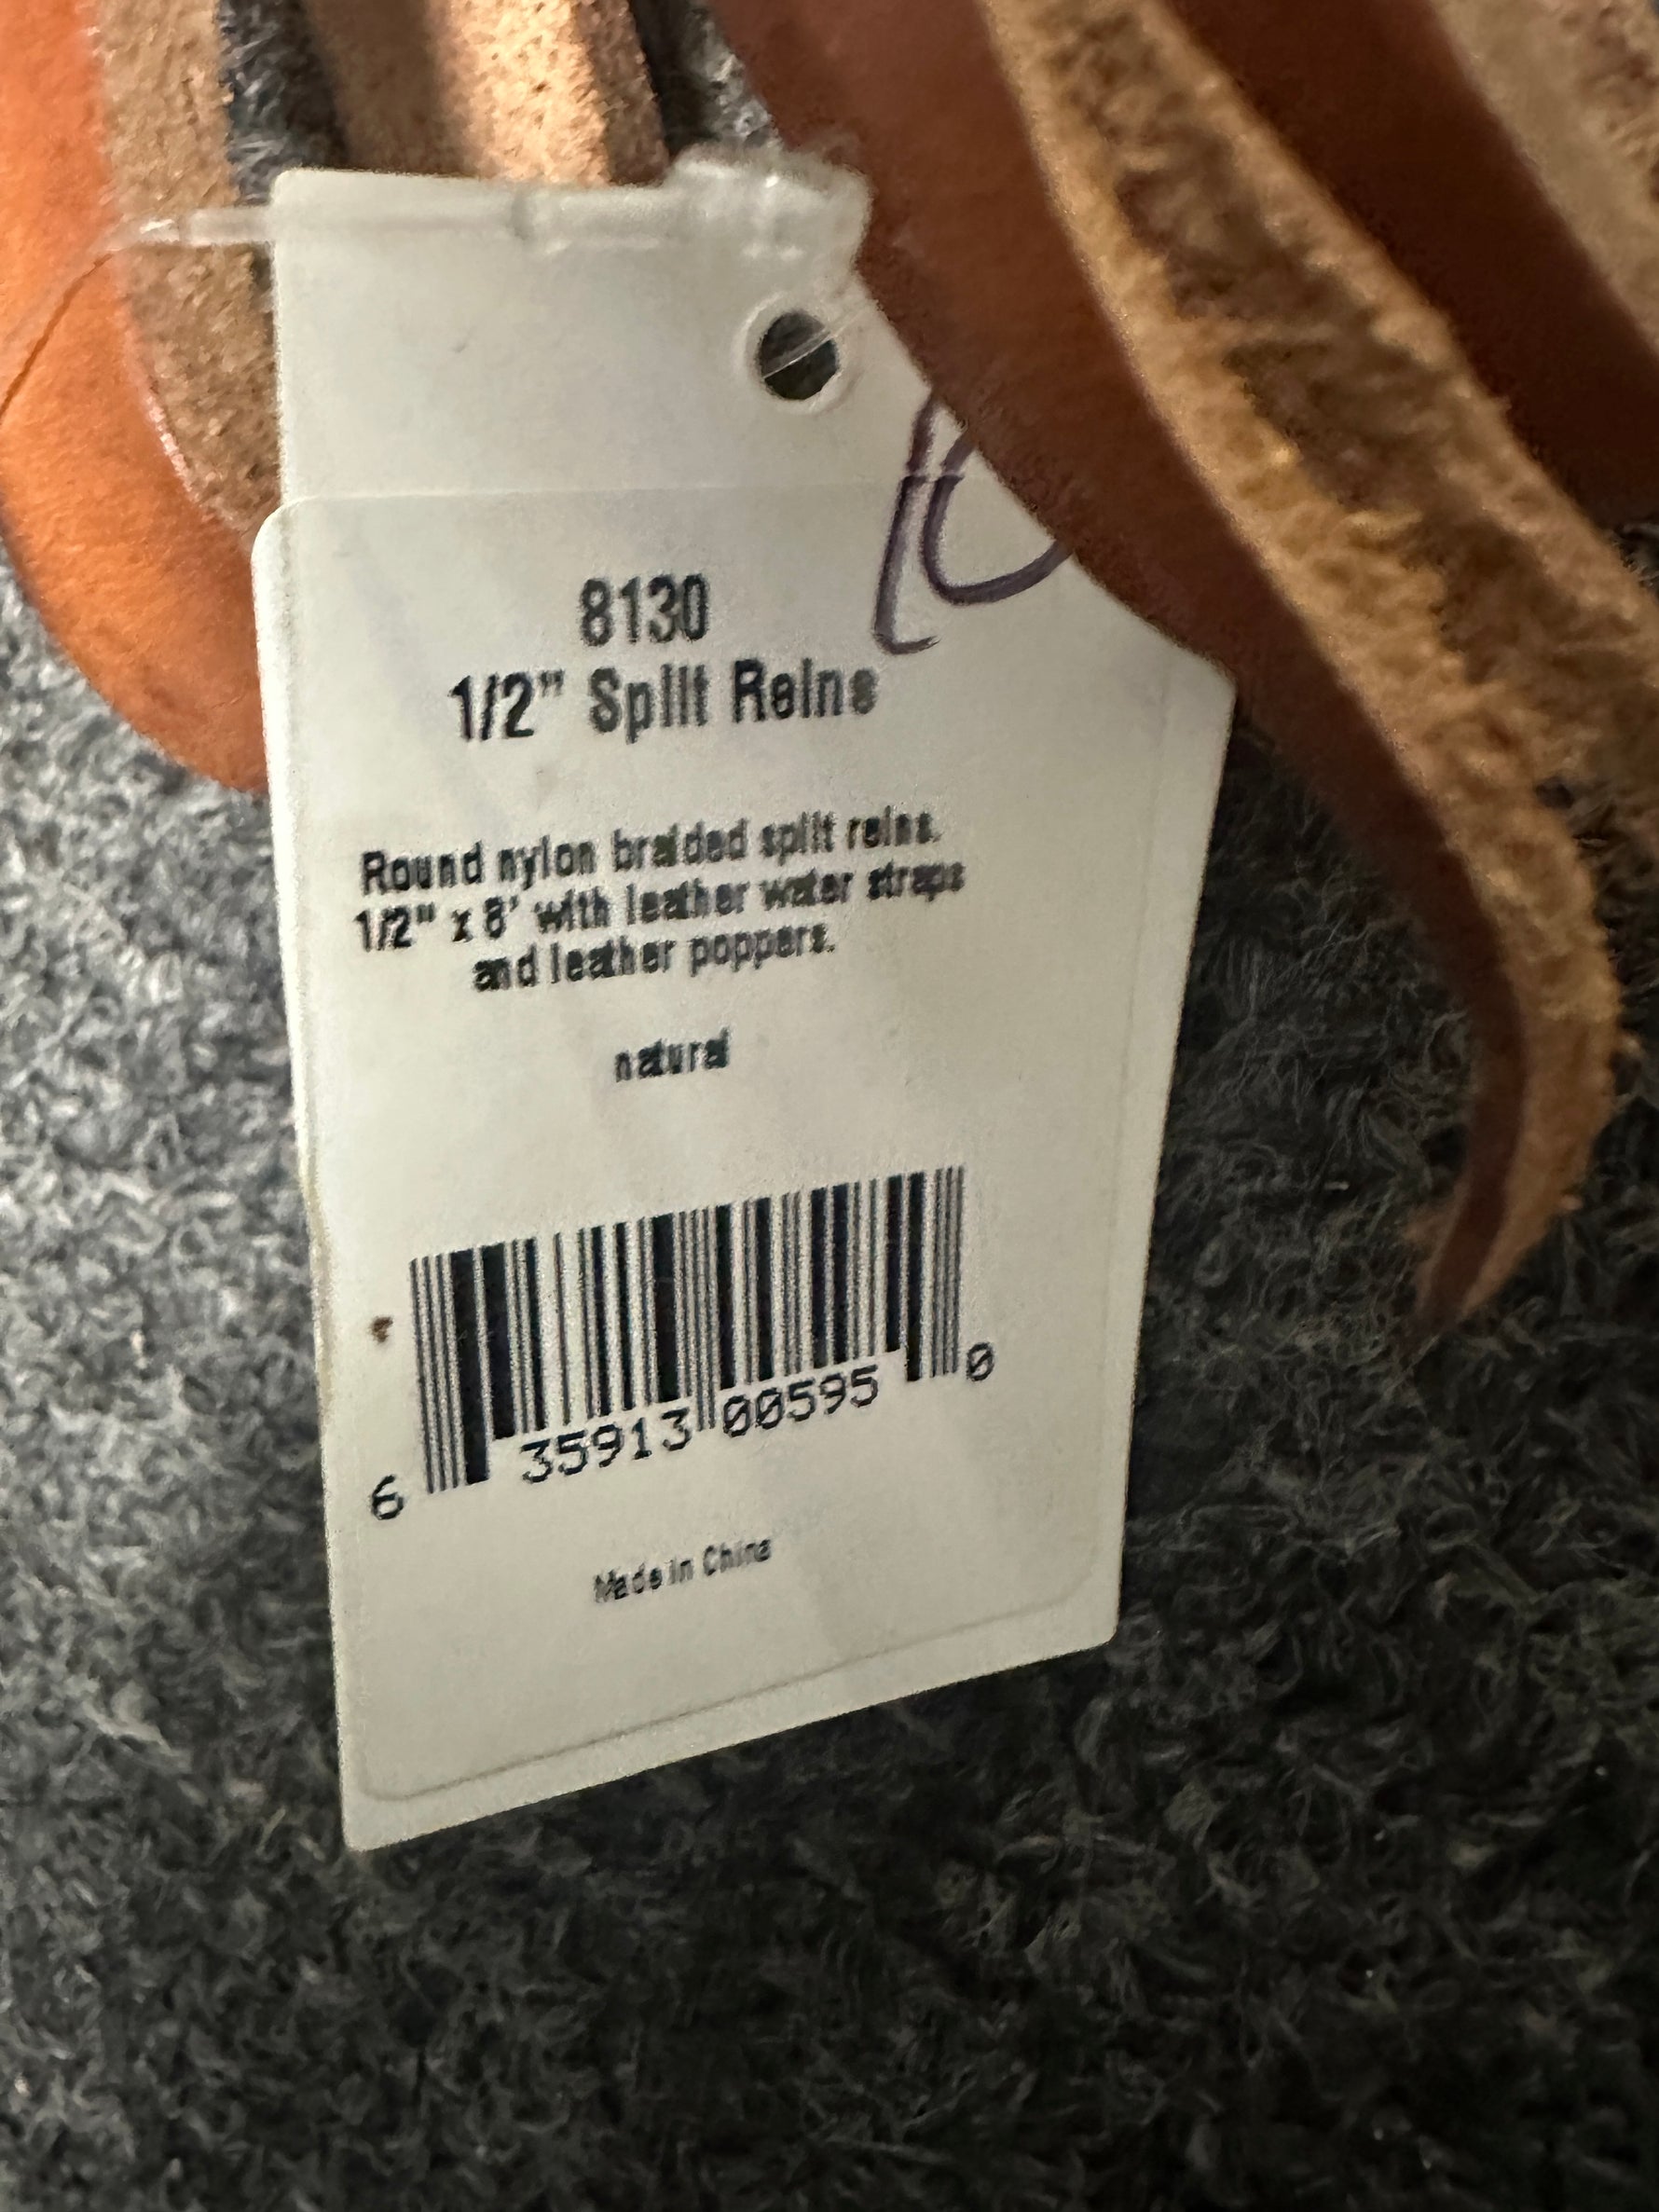 8130
1/2" Split Reins
Round nylon braided split reins.
1/2" x 8' with leather water straps
and leather poppers.
natural
6 35913 00595 0
Made in China